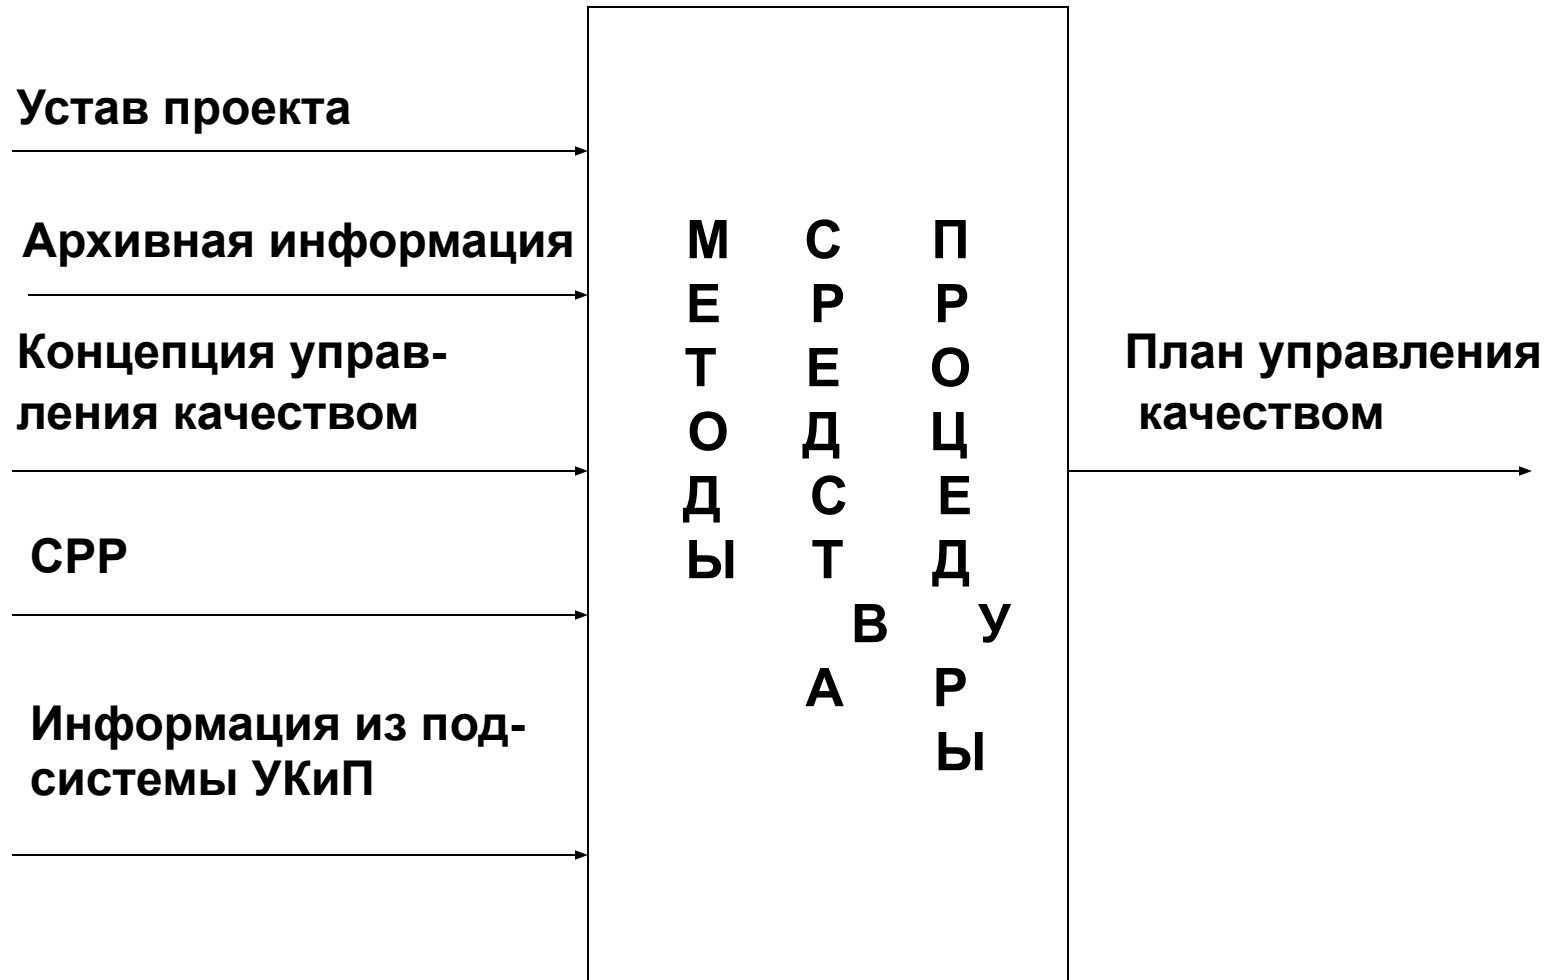 Устав проекта
Архивная информация
Концепция управ-
ления качеством
СРР
Информация из под-
системы УКиП
М С П
Е Р Р
Т Е О
О Д Ц
Д С Е
Ы Т Д
В У
А Р
Ы
План управления
качеством